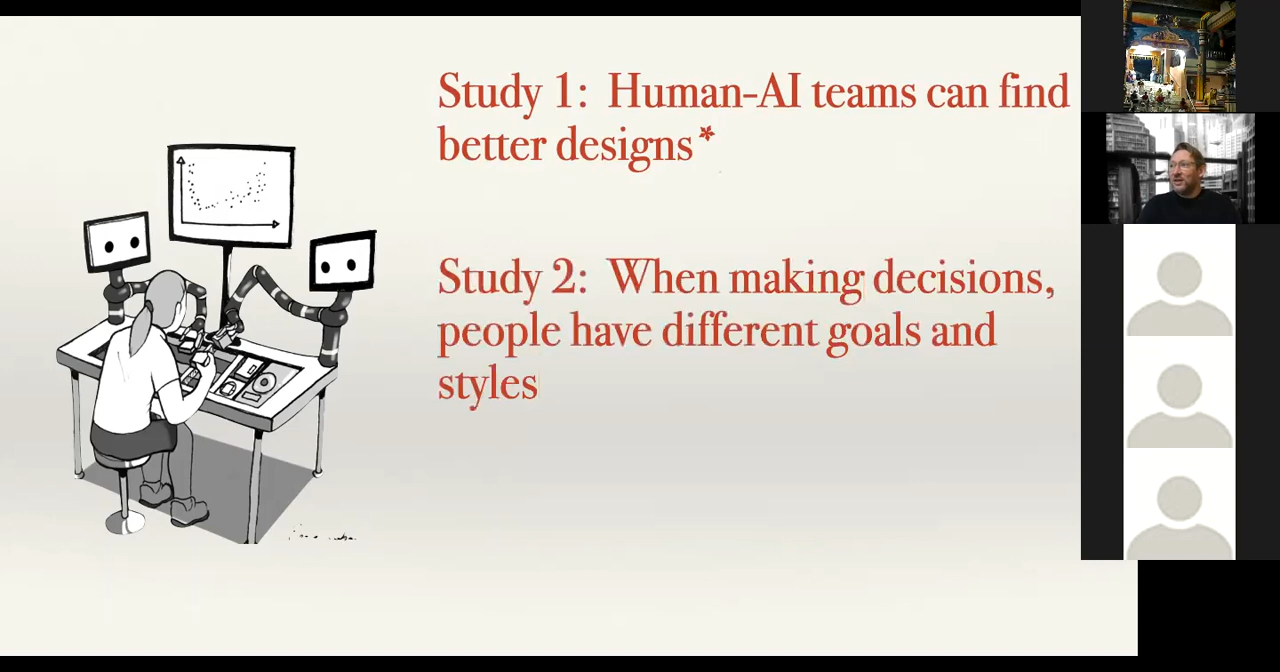 Study 1: Human-AI teams can find
better designs*
Study 2: When making decisions,
people have different goals and
styles